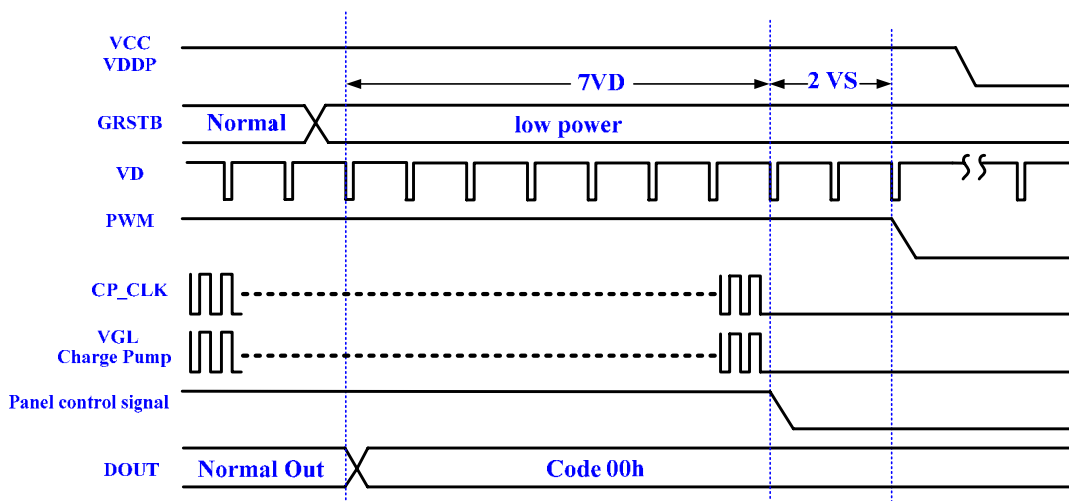 VCC
VDDP
7VD
2 VS
GRSTB
Normal
low power
VD
PWM
CP_CLK
VGL
Charge Pump
Panel control signal
DOUT
Normal Out
Code 00h